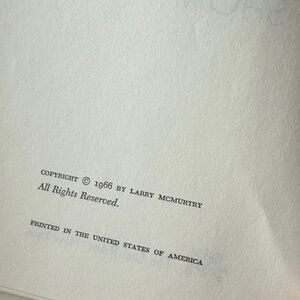 COPYRIGHT © 1966 BY LARRY MCMURTRY
All Rights Reserved.
PRINTED IN THE UNITED STATES OF AMERICA